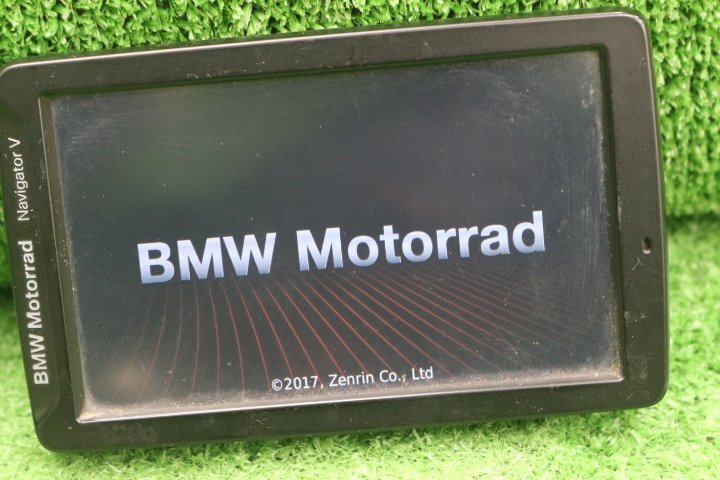 BMW Motorrad Navigator V
BMW Motorrad
©2017, Zenrin Co., Ltd